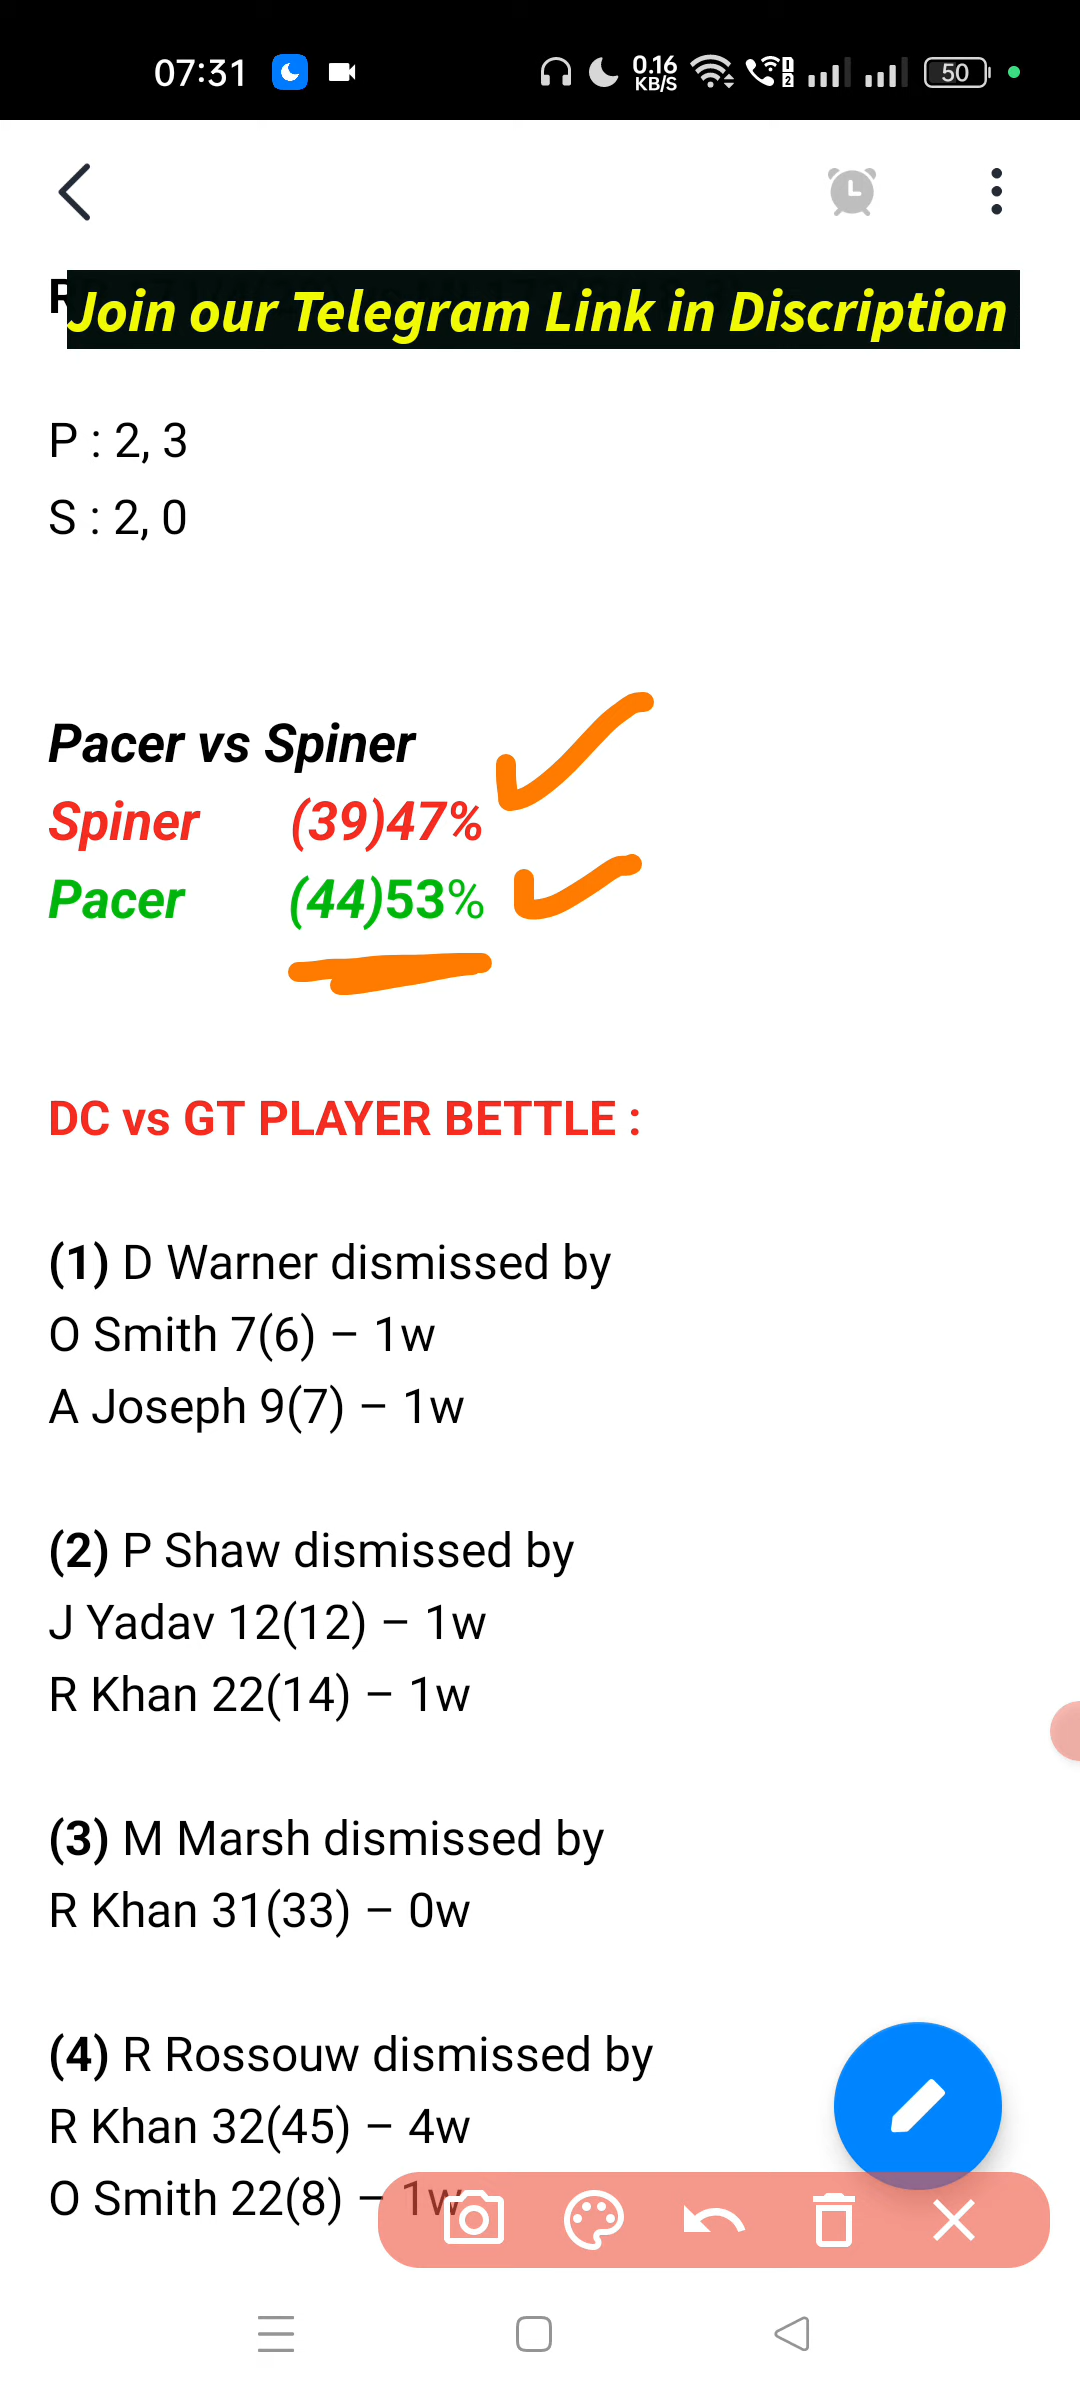 07:31
0.16
KB/S
1
2
50
Join our Telegram Link in Discription
P : 2, 3
S : 2, 0
Pacer vs Spiner
Spiner (39)47%
Pacer (44)53%
DC vs GT PLAYER BETTLE :
(1) D Warner dismissed by
O Smith 7(6) – 1w
A Joseph 9(7) – 1w
(2) P Shaw dismissed by
J Yadav 12(12) – 1w
R Khan 22(14) – 1w
(3) M Marsh dismissed by
R Khan 31(33) – 0w
(4) R Rossouw dismissed by
R Khan 32(45) – 4w
O Smith 22(8) – 1w